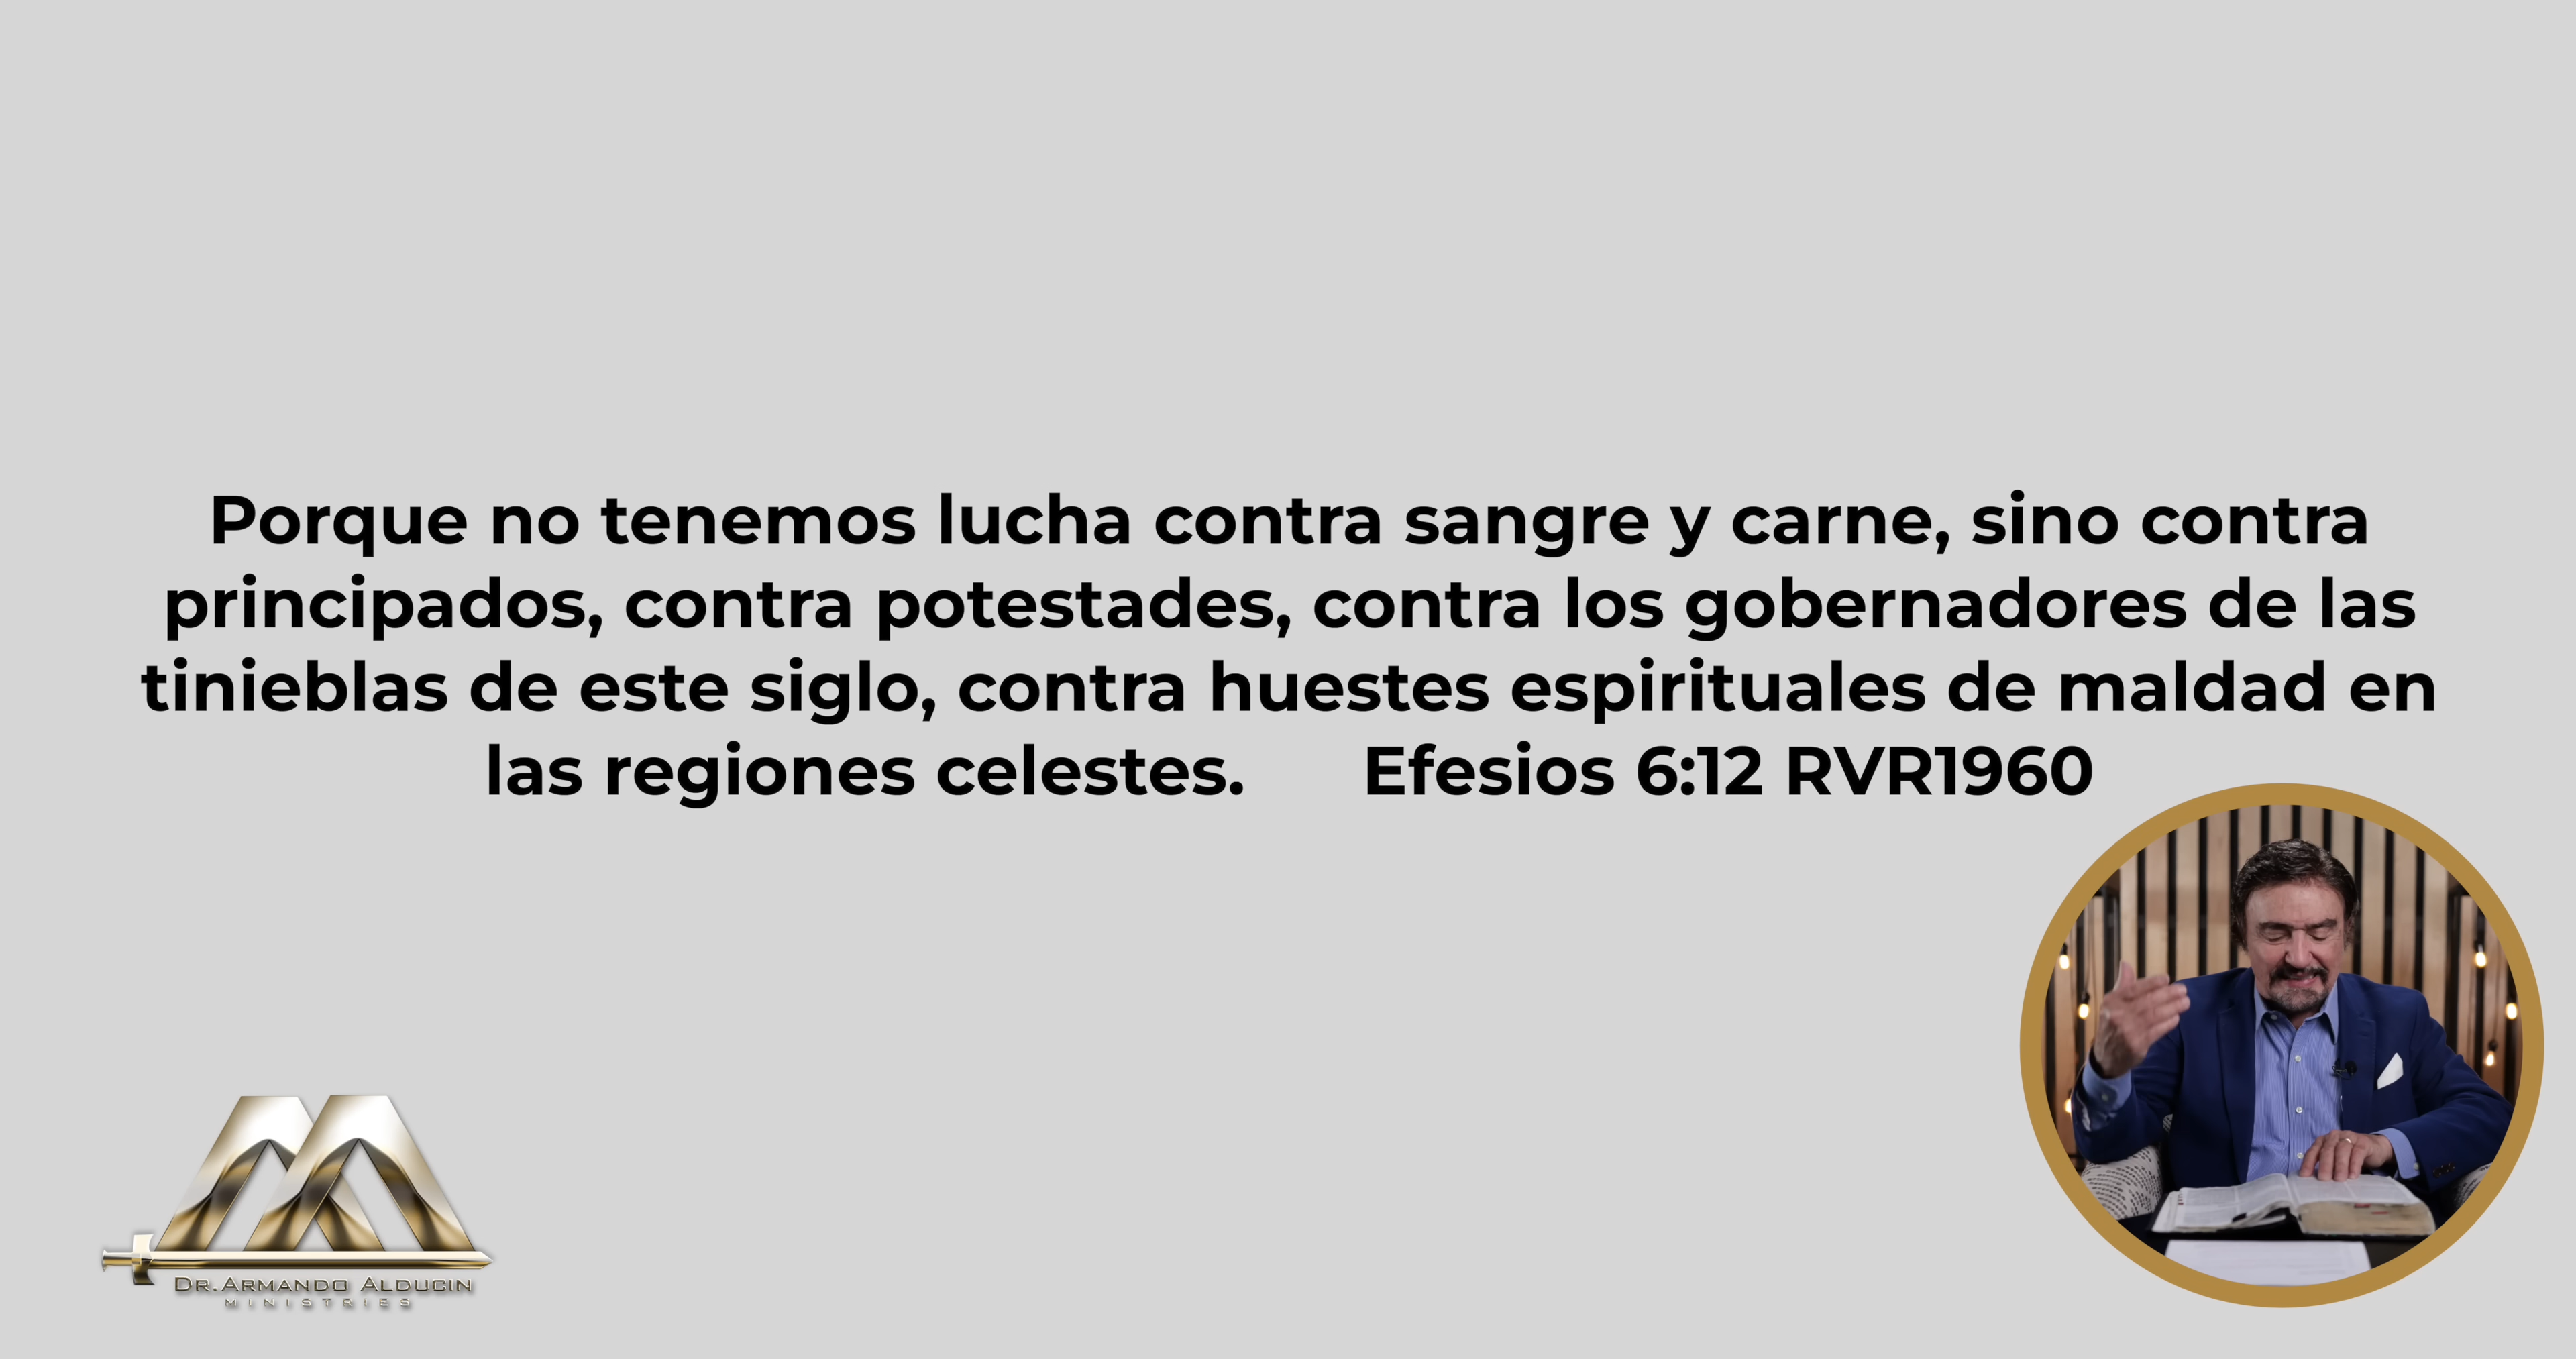 Porque no tenemos lucha contra sangre y carne, sino contra
principados, contra potestades, contra los gobernadores de las
tinieblas de este siglo, contra huestes espirituales de maldad en
las regiones celestes. Efesios 6:12 RVR1960
DR. ARMANDO ALDUCIN
MINISTRIES